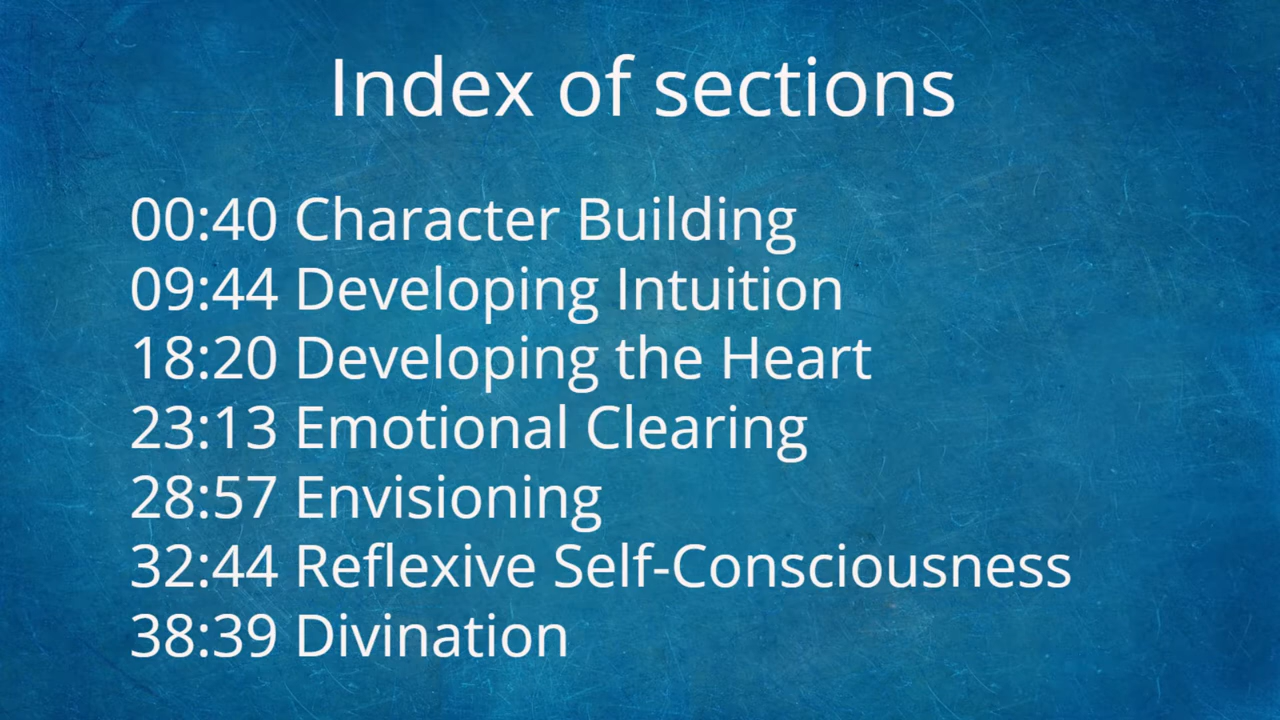 Index of sections
00:40 Character Building
09:44 Developing Intuition
18:20 Developing the Heart
23:13 Emotional Clearing
28:57 Envisioning
32:44 Reflexive Self-Consciousness
38:39 Divination